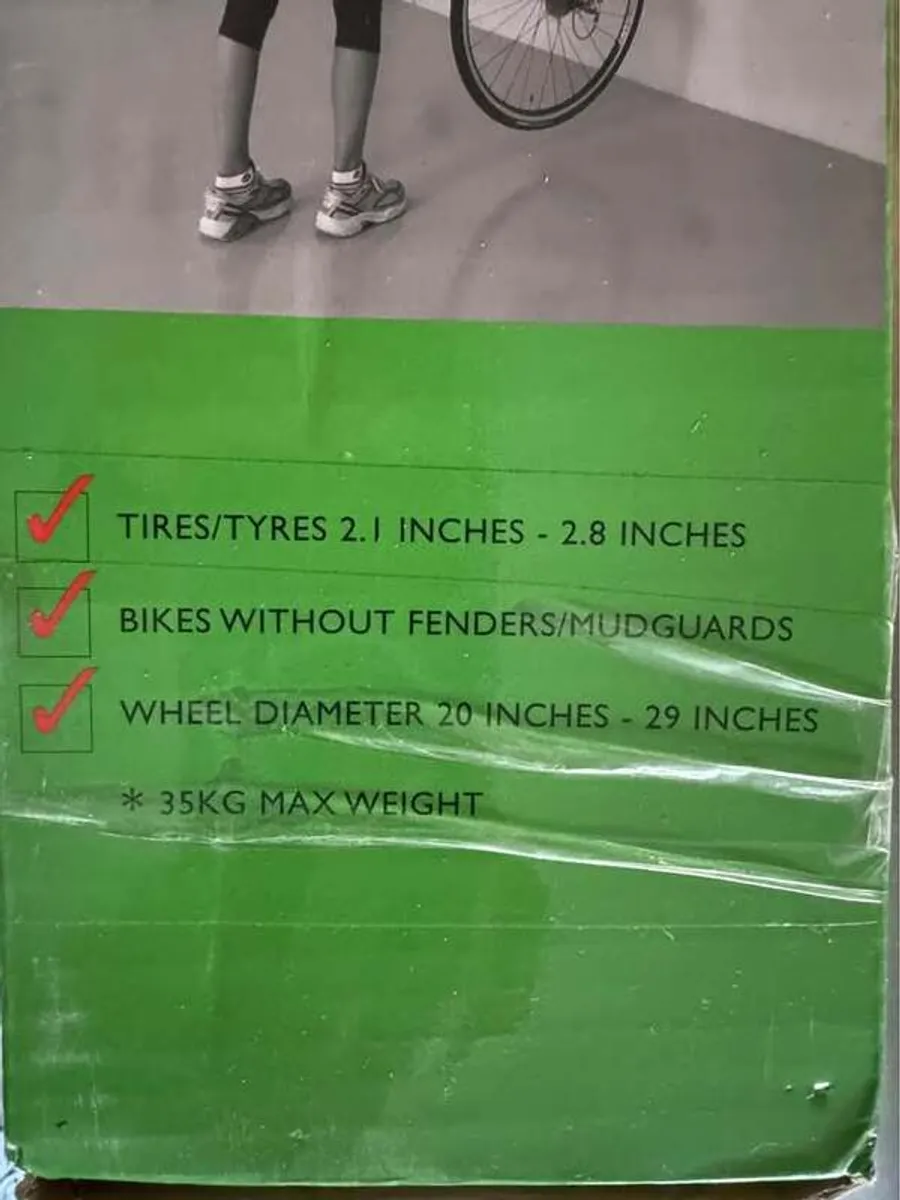 TIRES/TYRES 2.1 INCHES - 2.8 INCHES
BIKES WITHOUT FENDERS/MUDGUARDS
WHEEL DIAMETER 20 INCHES - 29 INCHES
* 35KG MAX WEIGHT